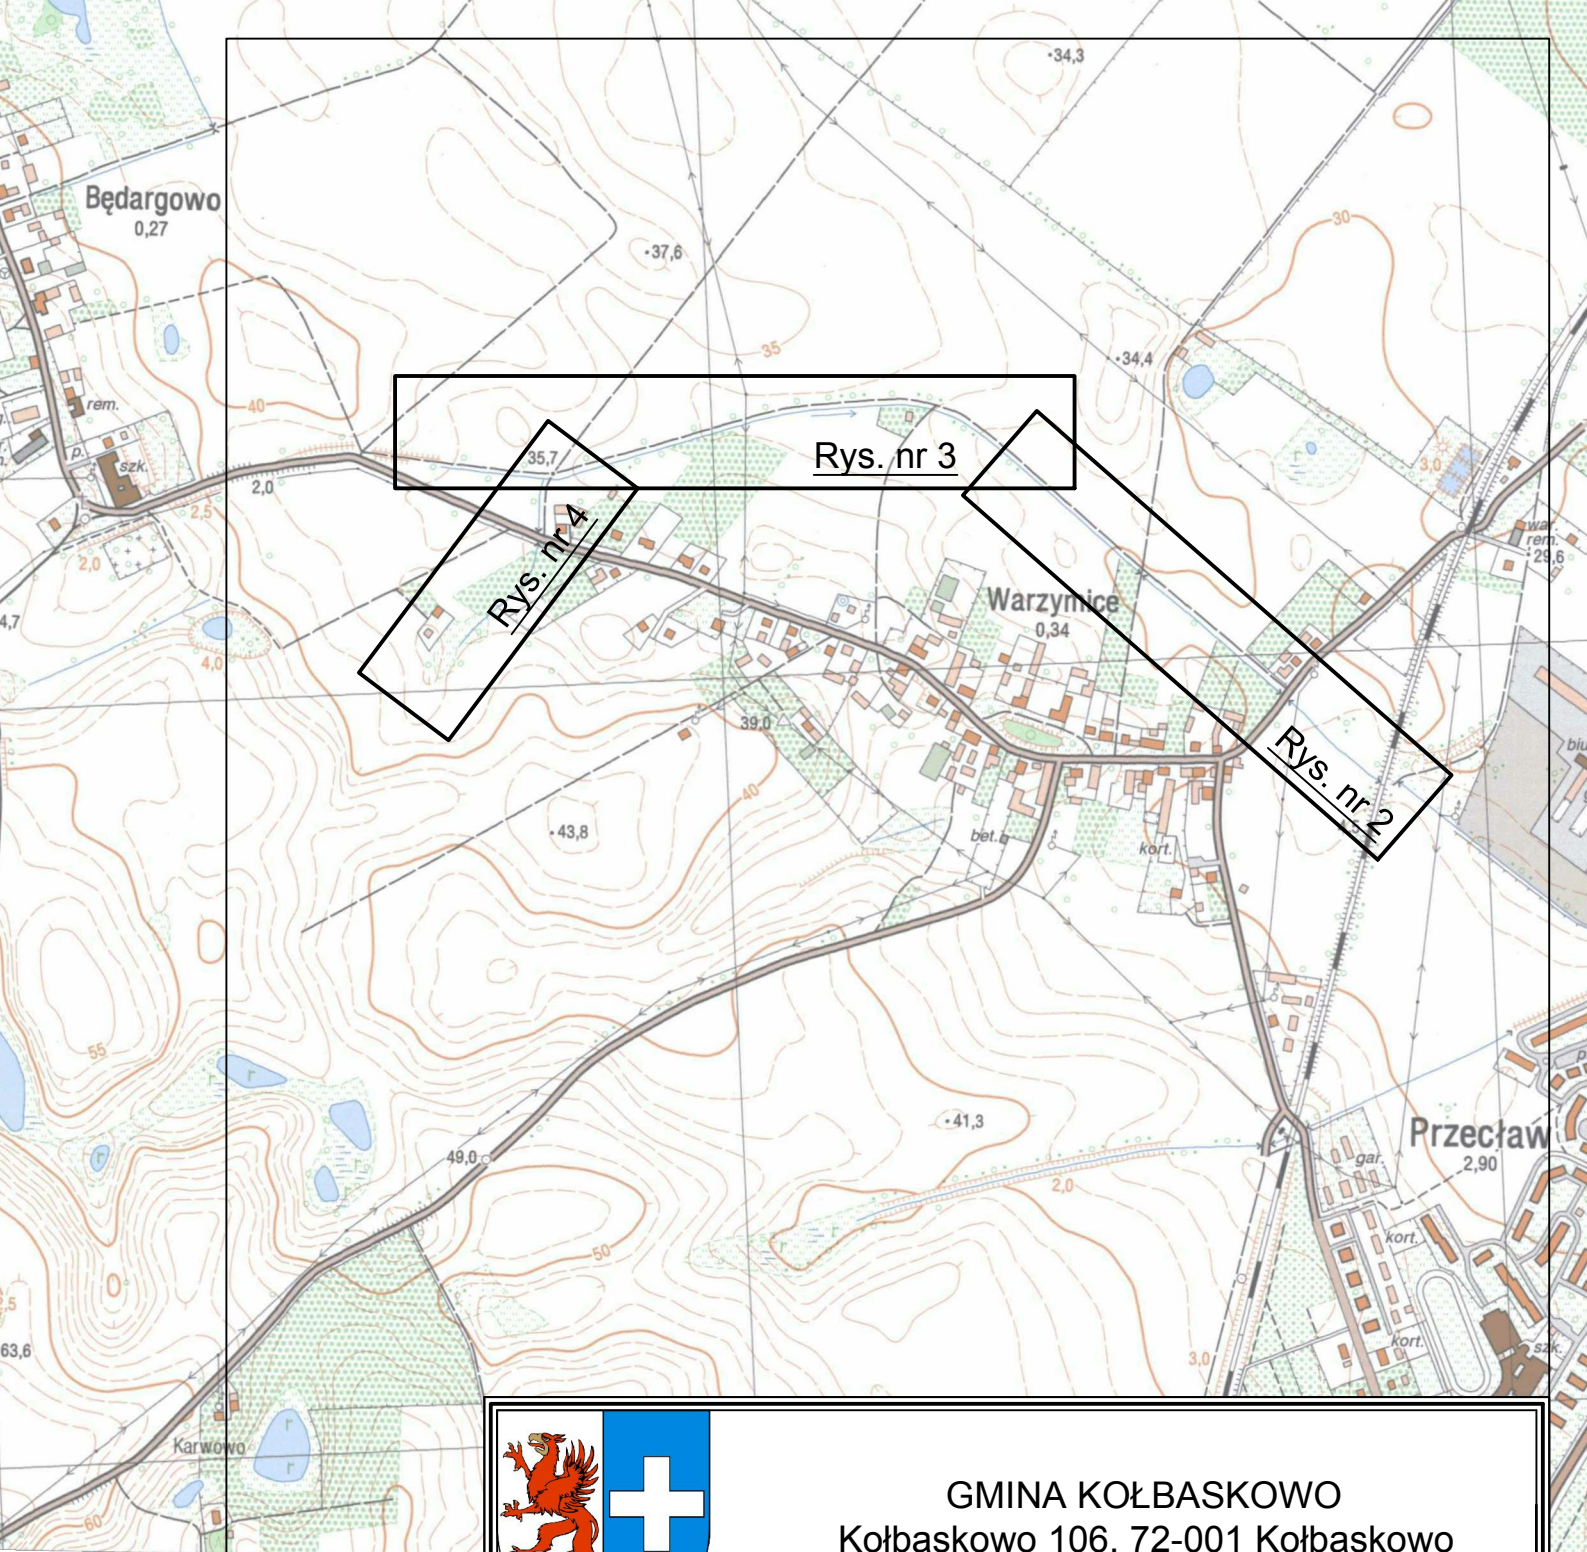 34,3
Będargowo
0,27
30
37,6
35
34,4
40
rem.
p.
szk.
35,7
Rys. nr 3
3,0
2,0
2,5
Rys. nr 4
war.
rem.
29,6
2,0
Warzymice
0,34
4,7
4,0
39,0
Rys. nr 2
biu
40
43,8
bet.
kort.
55
r
r
41,3
Przecław
2,90
49,0
r
r
gar.
2,0
r
r
kort.
50
,5
63,6
kort.
szk.
3,0
r
Karwowo
r
60
GMINA KOŁBASKOWO
Kołbaskowo 106, 72-001 Kołbaskowo